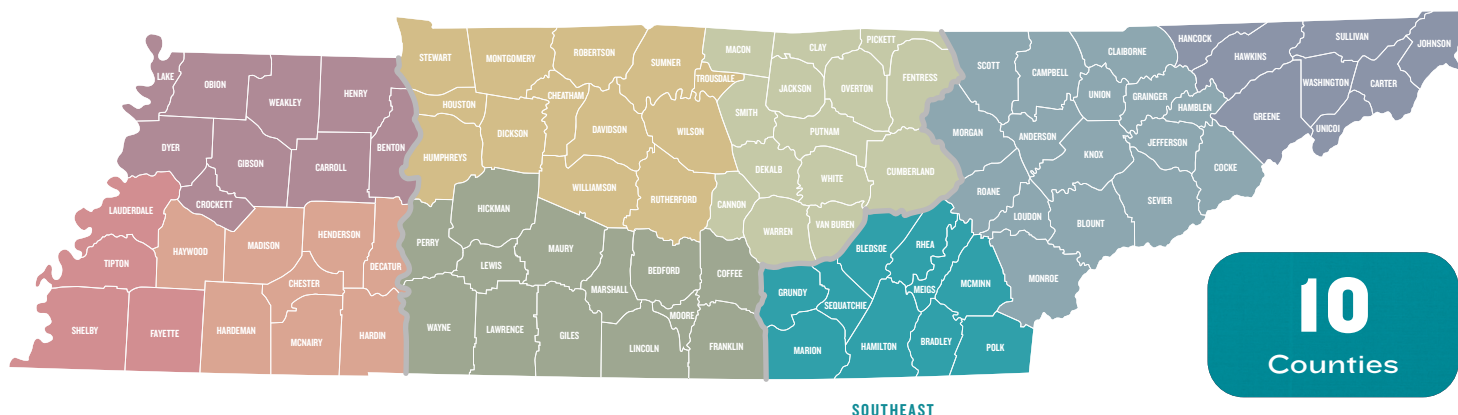 LAKE
OBION
WEAKLEY
HENRY
DYER
GIBSON
CARROLL
BENTON
CROCKETT
LAUDERDALE
TIPTON
SHELBY
FAYETTE
HAYWOOD
MADISON
HENDERSON
DECATUR
CHESTER
HARDEMAN
MCNAIRY
HARDIN
STEWART
MONTGOMERY
ROBERTSON
SUMNER
TROUSDALE
HOUSTON
CHEATHAM
DICKSON
DAVIDSON
WILSON
HUMPHREYS
WILLIAMSON
RUTHERFORD
PERRY
HICKMAN
LEWIS
MAURY
MARSHALL
BEDFORD
COFFEE
MOORE
WAYNE
LAWRENCE
GILES
LINCOLN
FRANKLIN
MACON
CLAY
PICKETT
FENTRESS
JACKSON
OVERTON
SMITH
PUTNAM
DEKALB
WHITE
CUMBERLAND
CANNON
WARREN
VAN BUREN
BLEDSOE
RHEA
GRUNDY
SEQUATCHIE
MEIGS
MCMINN
MARION
HAMILTON
BRADLEY
POLK
SCOTT
CAMPBELL
CLAIBORNE
UNION
GRAINGER
HAMBLEN
MORGAN
ANDERSON
KNOX
JEFFERSON
COCKE
ROANE
LOUDON
BLOUNT
SEVIER
MONROE
HANCOCK
HAWKINS
SULLIVAN
JOHNSON
WASHINGTON
CARTER
GREENE
UNICOI
10
Counties
SOUTHEAST